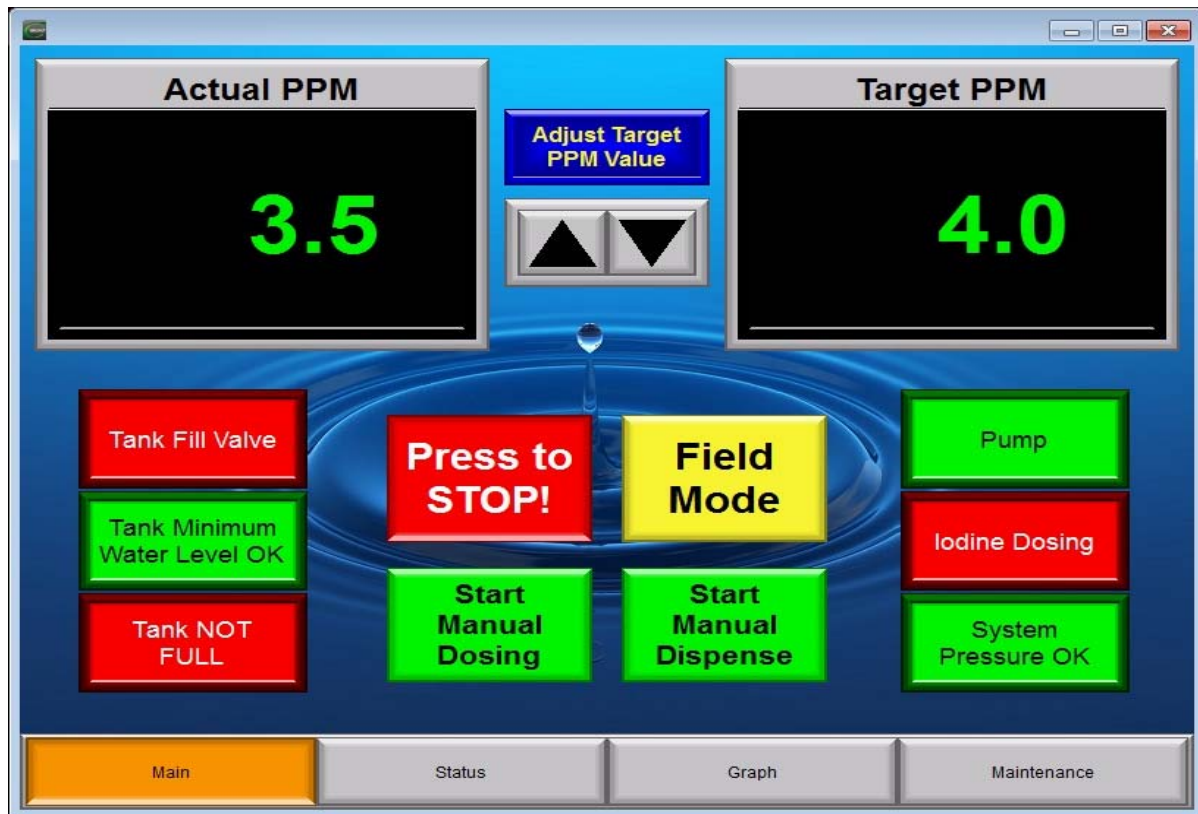 Actual PPM
3.5
Adjust Target
PPM Value
Target PPM
4.0
Tank Fill Valve
Tank Minimum
Water Level OK
Tank NOT
FULL
Press to
STOP!
Field
Mode
Start
Manual
Dosing
Start
Manual
Dispense
Pump
Iodine Dosing
System
Pressure OK
Main
Status
Graph
Maintenance